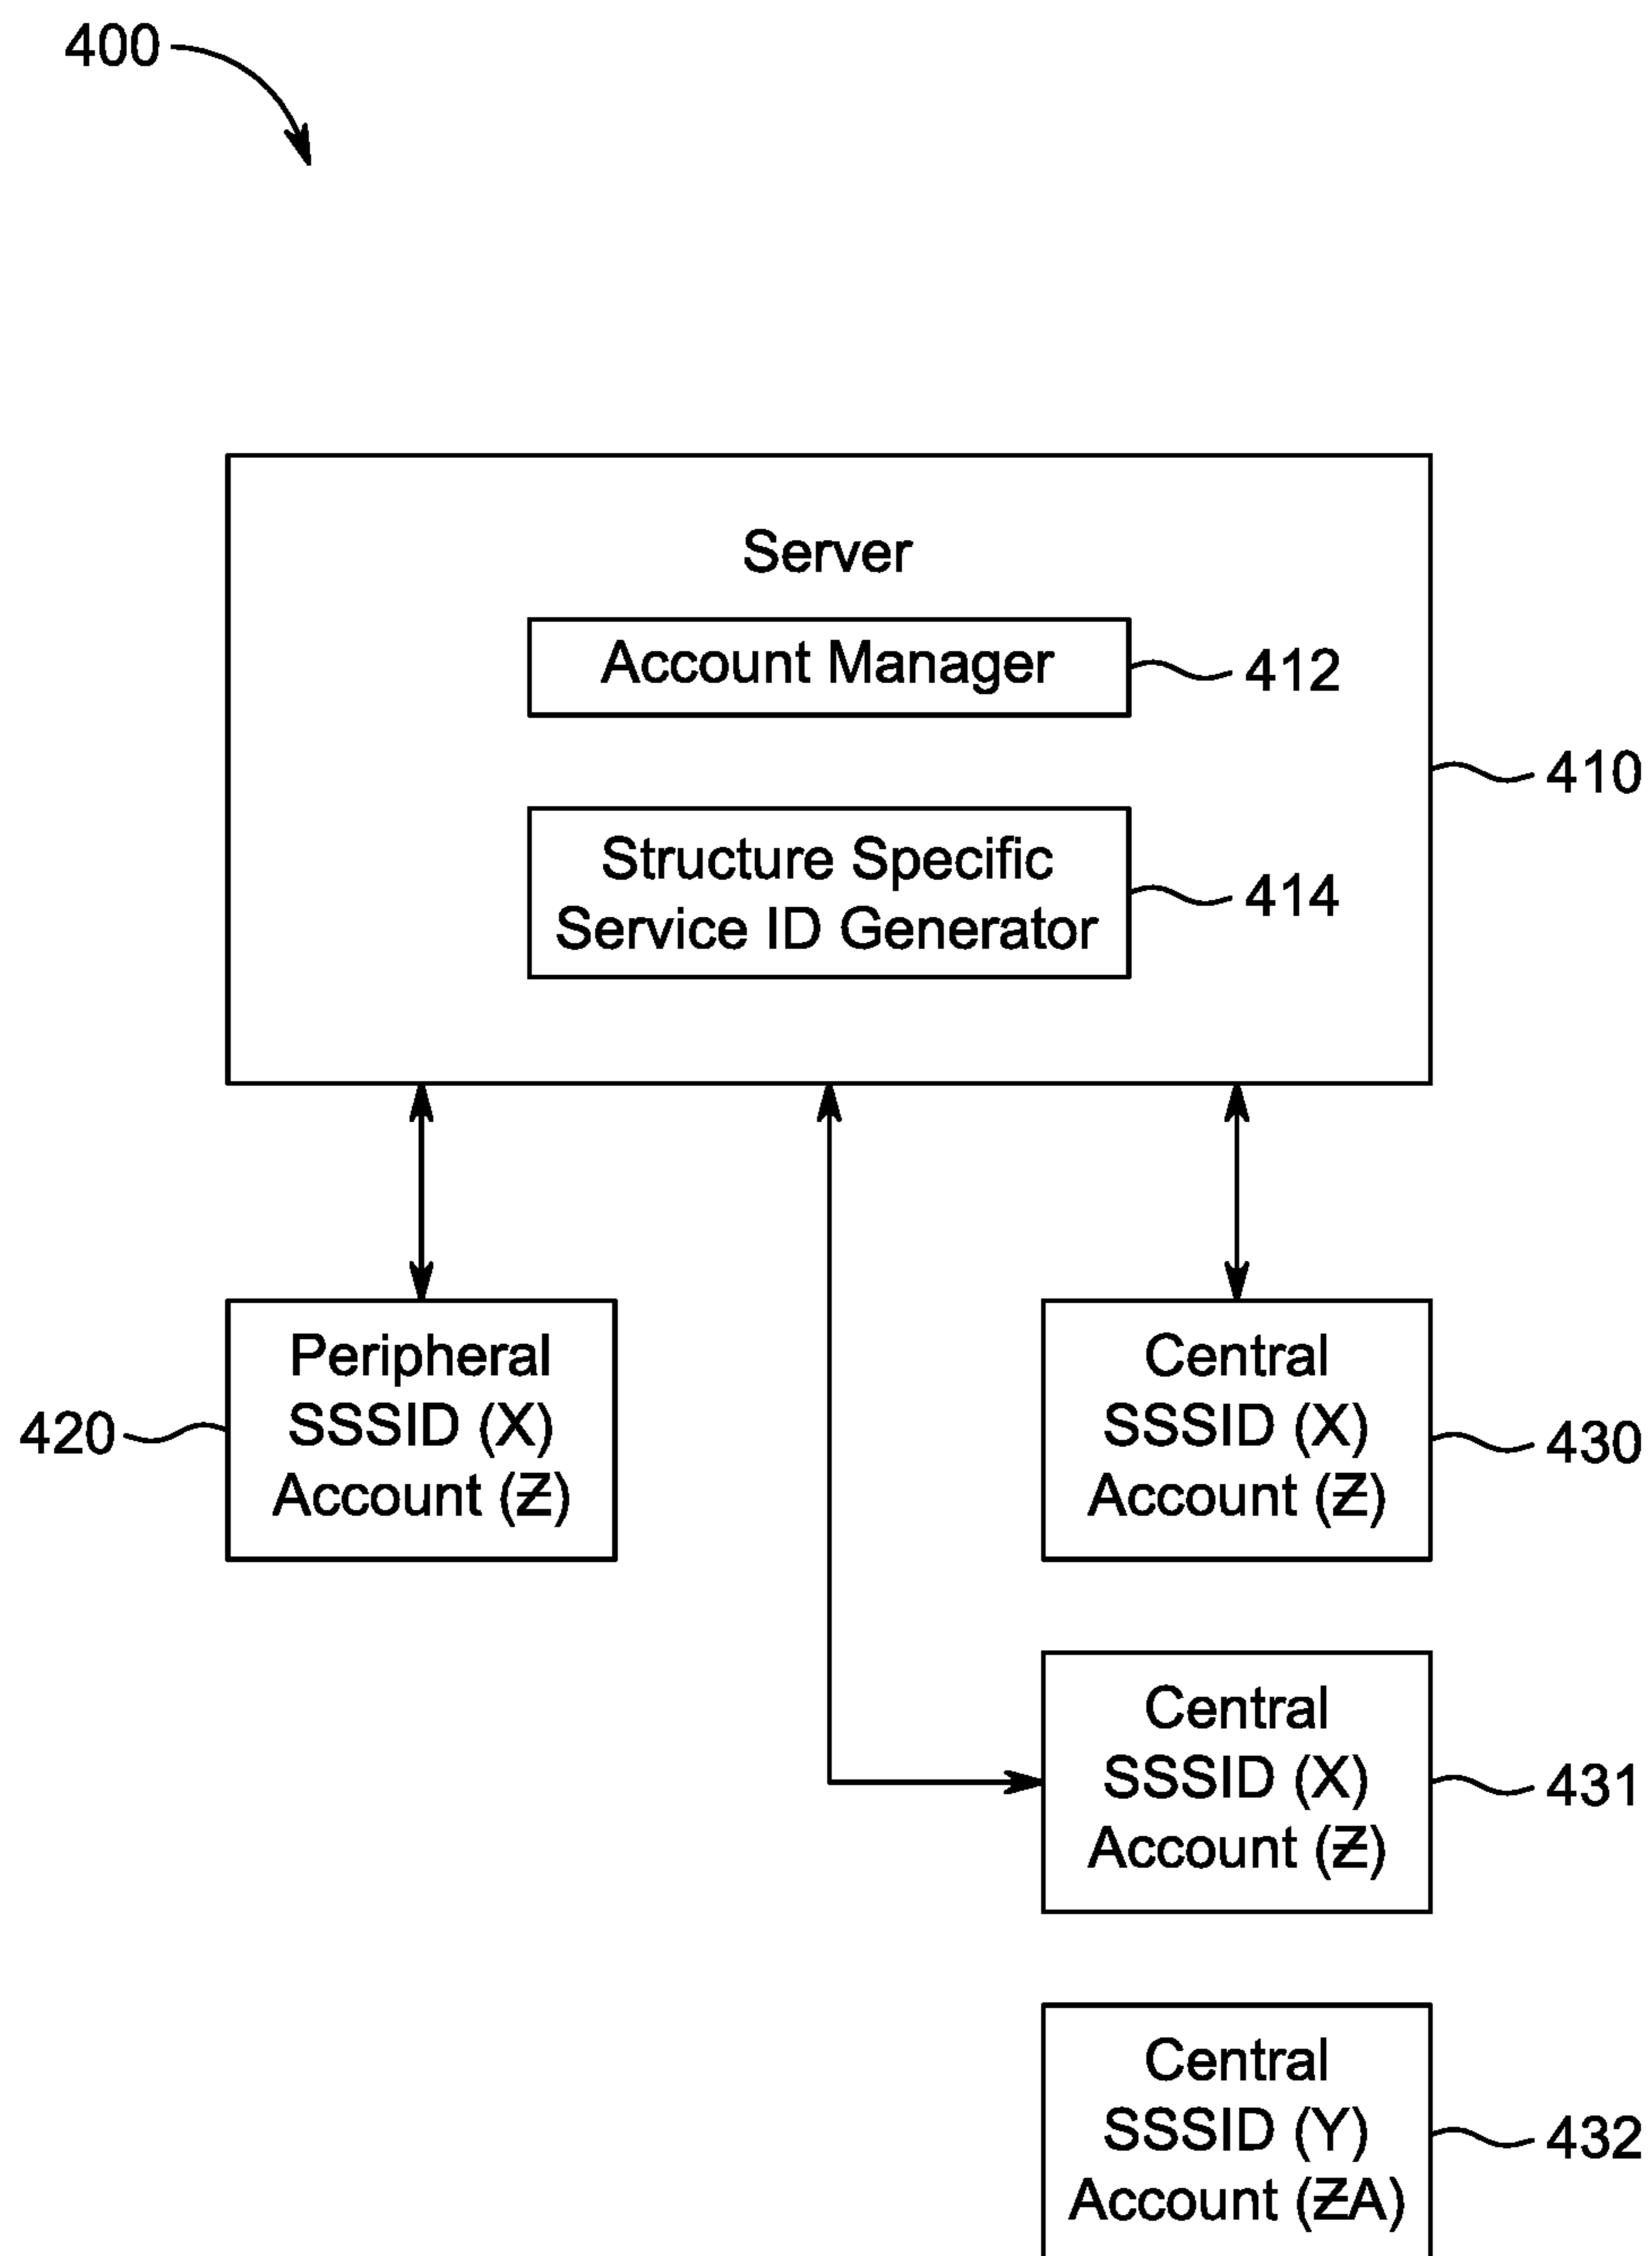 400
Server
Account Manager
412
410
Structure Specific
Service ID Generator
414
Peripheral
SSSID (X)
Account (Ƶ)
420
Central
SSSID (X)
Account (Ƶ)
430
Central
SSSID (X)
Account (Ƶ)
431
Central
SSSID (Y)
Account (ƵA)
432